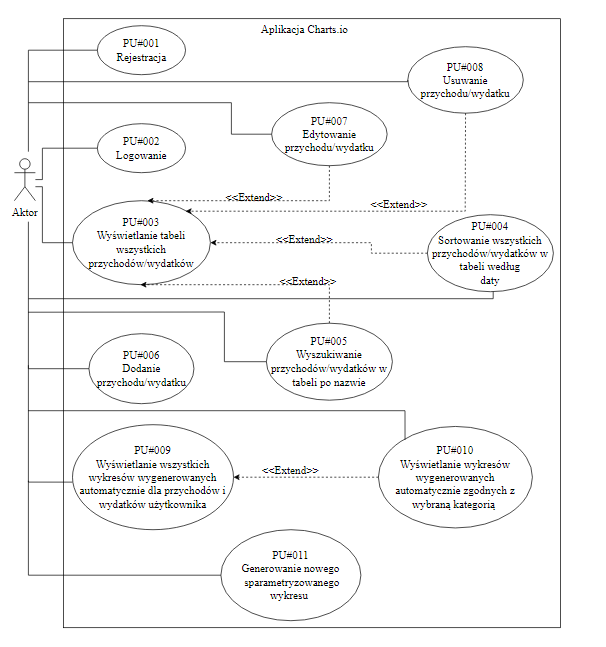 Aplikacja Charts.io
PU#001
Rejestracja
PU#008
Usuwanie
przychodu/wydatku
PU#007
Edytowanie
przychodu/wydatku
PU#002
Logowanie
Aktor
<<Extend>>
<<Extend>>
PU#003
Wyświetlanie tabeli
wszystkich
przychodów/wydatków
<<Extend>>
PU#004
Sortowanie wszystkich
przychodów/wydatków w
tabeli według
daty
<<Extend>>
PU#005
Wyszukiwanie
przychodów/wydatków w
tabeli po nazwie
PU#006
Dodanie
przychodu/wydatku
PU#009
Wyświetlanie wszystkich
wykresów wygenerowanych
automatycznie dla przychodów i
wydatków użytkownika
<<Extend>>
PU#010
Wyświetlanie wykresów
wygenerowanych
automatycznie zgodnych z
wybraną kategorią
PU#011
Generowanie nowego
sparametryzowanego
wykresu